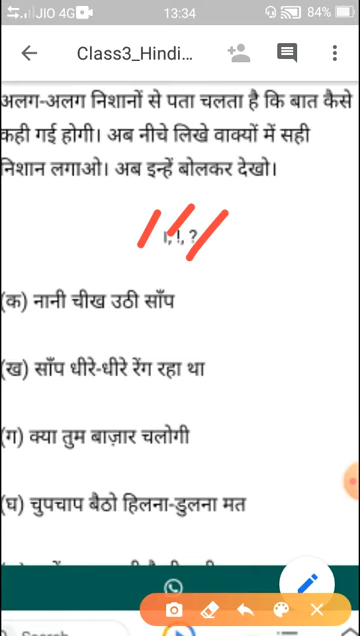 JIO 4G 13:34 84%
Class3_Hindi...
अलग-अलग निशानों से पता चलता है कि बात कैसे
कही गई होगी। अब नीचे लिखे वाक्यों में सही
निशान लगाओ। अब इन्हें बोलकर देखो।
।, !, ?
(क) नानी चीख उठी साँप
(ख) साँप धीरे-धीरे रेंग रहा था
(ग) क्या तुम बाज़ार चलोगी
(घ) चुपचाप बैठो हिलना-डुलना मत